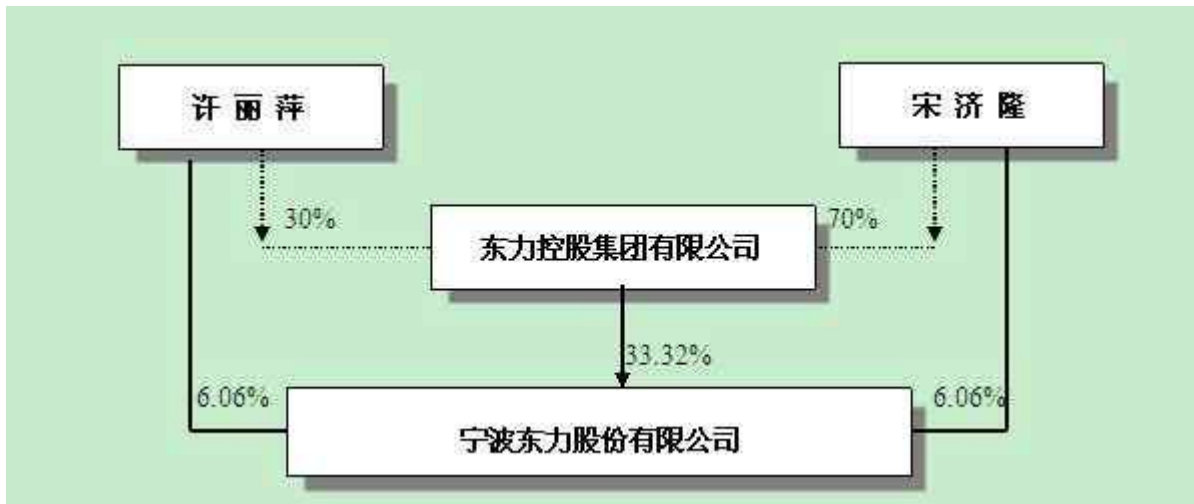 许丽萍
宋济隆
30%
70%
东力控股集团有限公司
33.32%
6.06%
6.06%
宁波东力股份有限公司